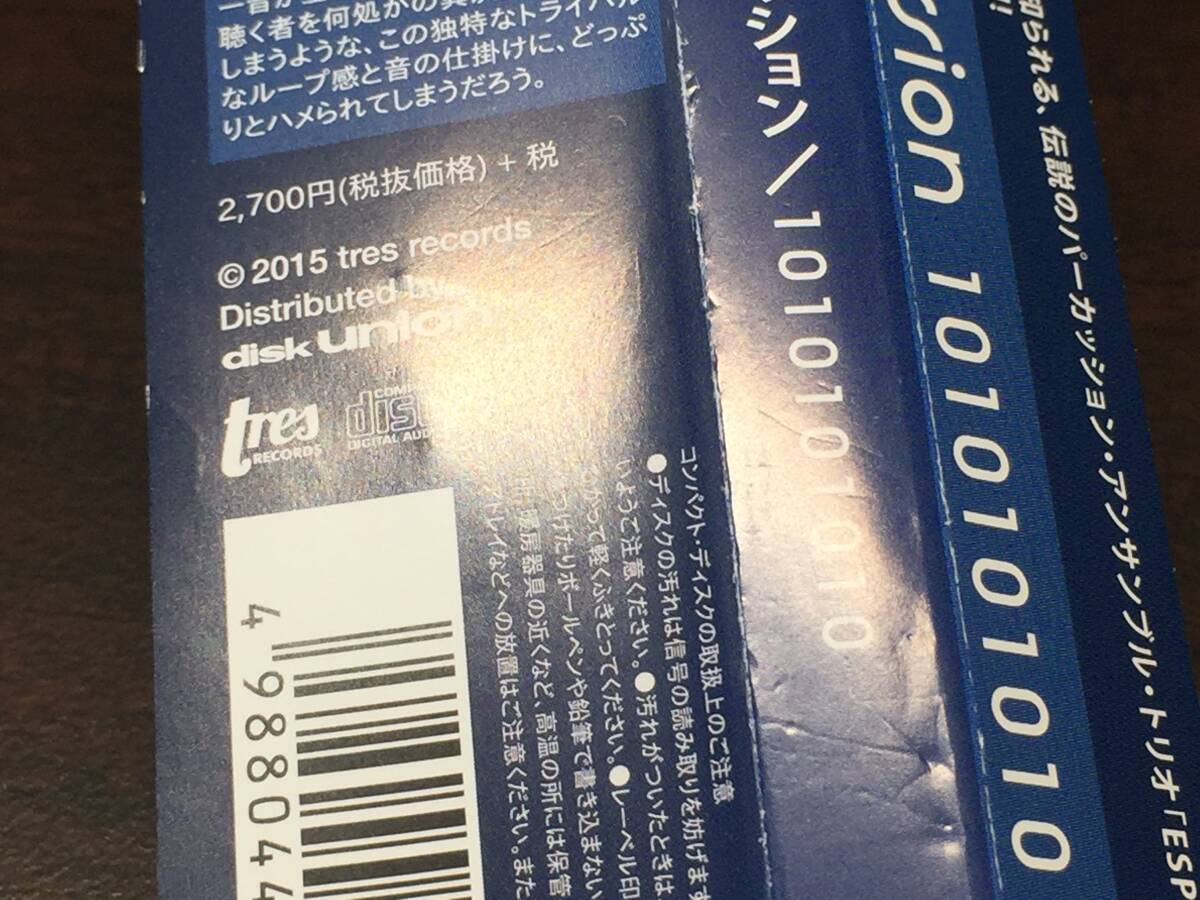 聴く者を何処かの
しまうような、この独特なトライバル
なループ感と音の仕掛けに、どっぷ
りとハメられてしまうだろう。
2,700円(税抜価格) + 税
© 2015 tres records
Distributed by
disk union
tres
RECORDS
COMP
disc
DIGITAL AUD
4 98804
コンパクト・ディスクの取扱上のご注意
●ディスクの汚れは信号の読み取りを妨げます
いようご注意ください。●汚れがついたときは、
かって軽くふきとってください。●レーベル印
つけたりボールペンや鉛筆で書き込まない
暖房器具の近くなど、高温の所には保管
トレイなどへの放置はご注意ください。また
ション/1010101010
ssion 1010101010
知られる、伝説のパーカッション・アンサンブル・トリオ「ESP